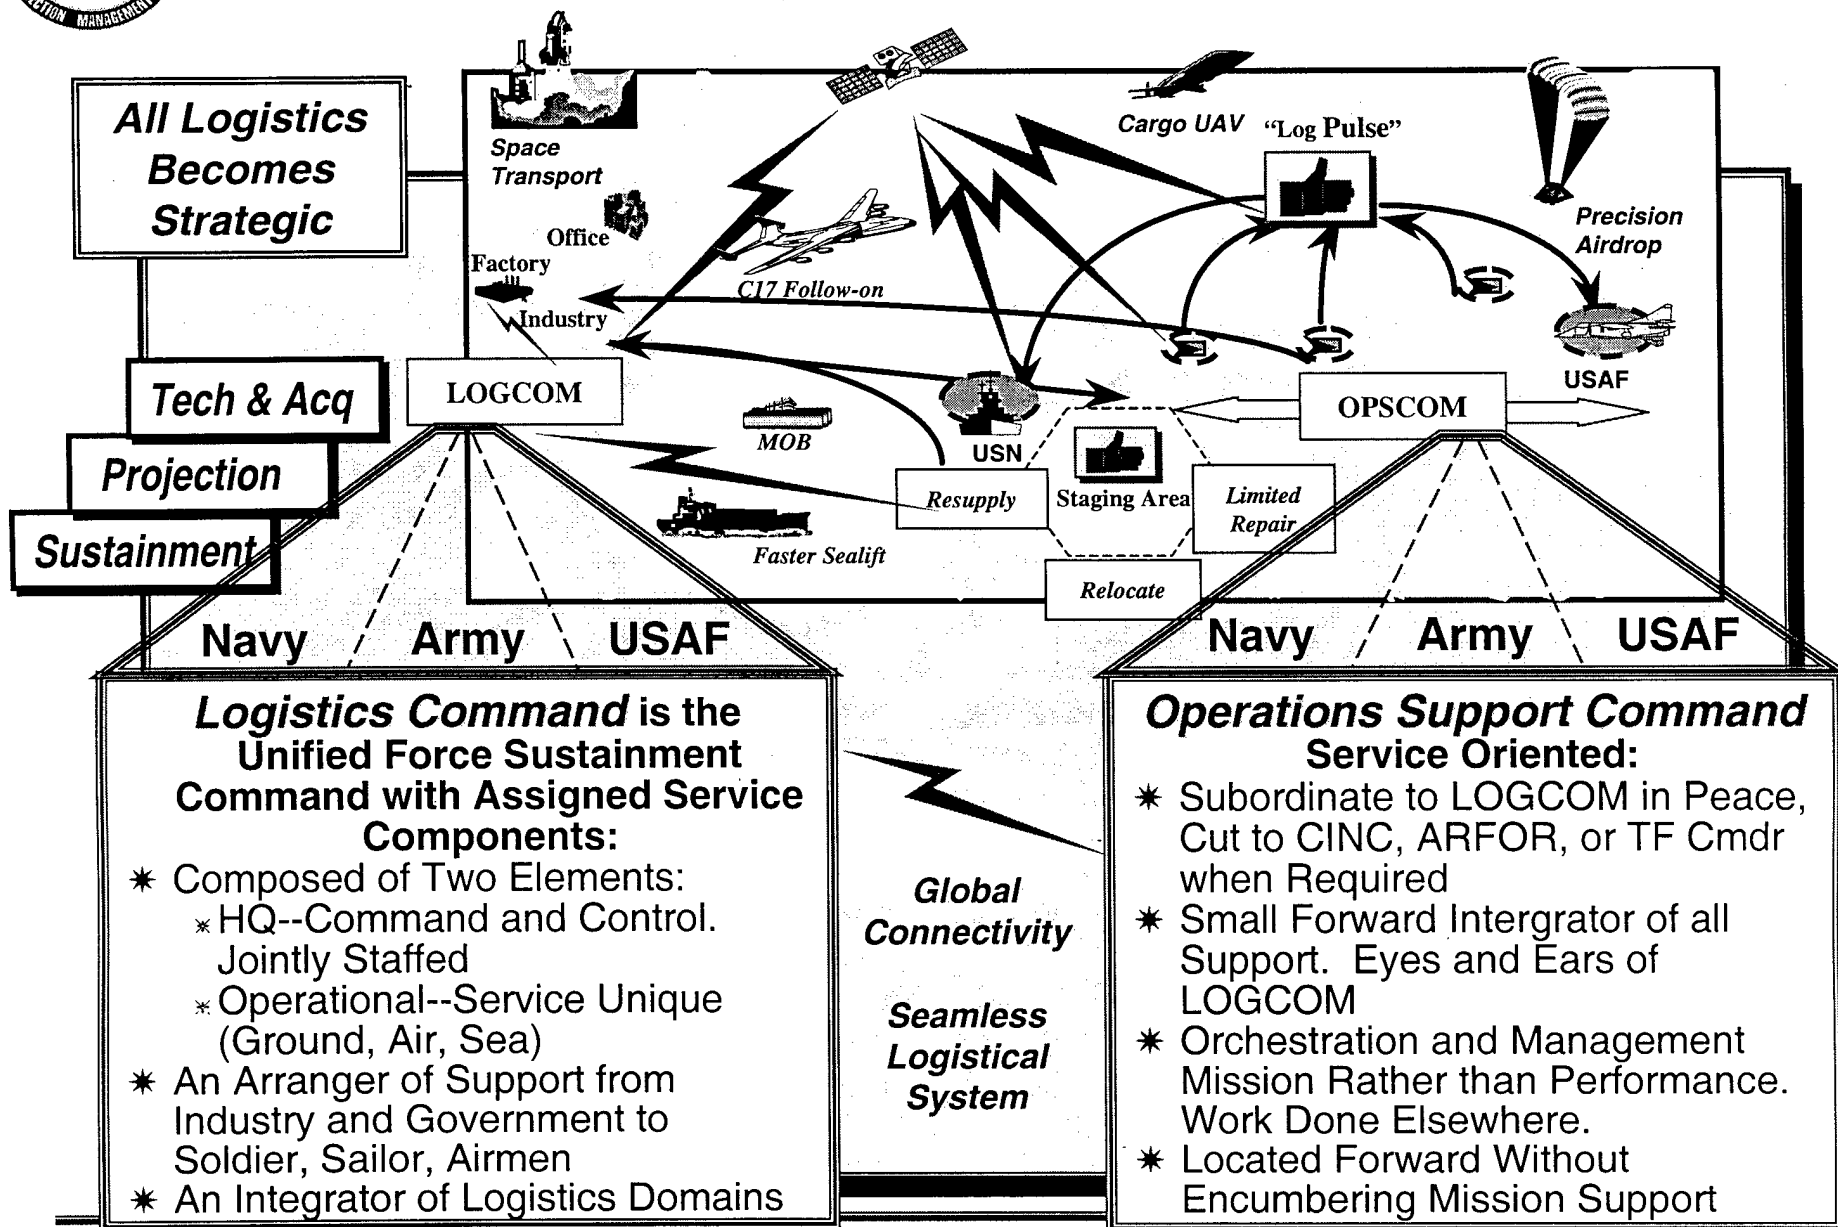 ECTION MANAGEMENT
All Logistics
Becomes
Strategic
Space
Transport
Office
Factory
Industry
C17 Follow-on
Cargo UAV
“Log Pulse”
Precision
Airdrop
USAF
Tech & Acq
Projection
Sustainment
LOGCOM
MOB
USN
OPSCOM
Resupply
Staging Area
Limited
Repair
Faster Sealift
Relocate
Navy
Army
USAF
Navy
Army
USAF
Logistics Command is the
Unified Force Sustainment
Command with Assigned Service
Components:
✴ Composed of Two Elements:
✴ HQ--Command and Control.
Jointly Staffed
✴ Operational--Service Unique
(Ground, Air, Sea)
✴ An Arranger of Support from
Industry and Government to
Soldier, Sailor, Airmen
✴ An Integrator of Logistics Domains
Global
Connectivity
Seamless
Logistical
System
Operations Support Command
Service Oriented:
✴ Subordinate to LOGCOM in Peace,
Cut to CINC, ARFOR, or TF Cmdr
when Required
✴ Small Forward Intergrator of all
Support. Eyes and Ears of
LOGCOM
✴ Orchestration and Management
Mission Rather than Performance.
Work Done Elsewhere.
✴ Located Forward Without
Encumbering Mission Support